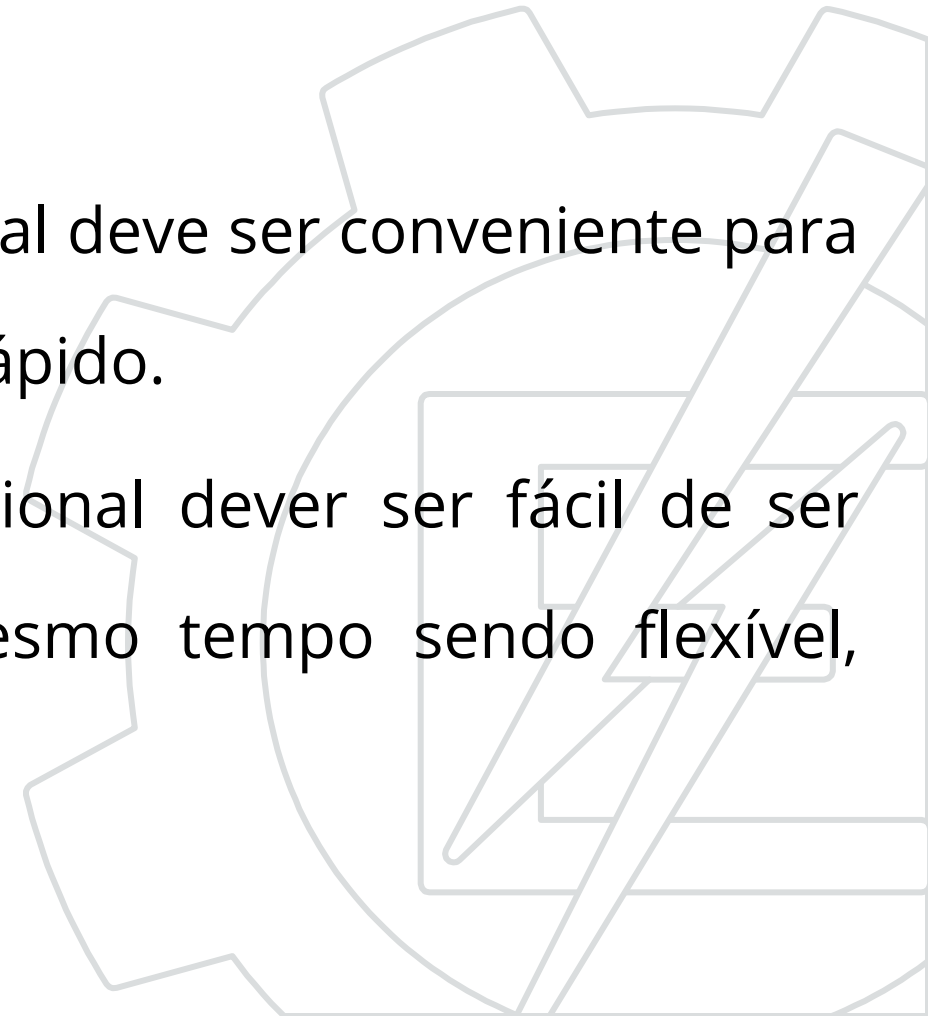 al deve ser conveniente para
ápido.
ional dever ser fácil de ser
esmo tempo sendo flexível,